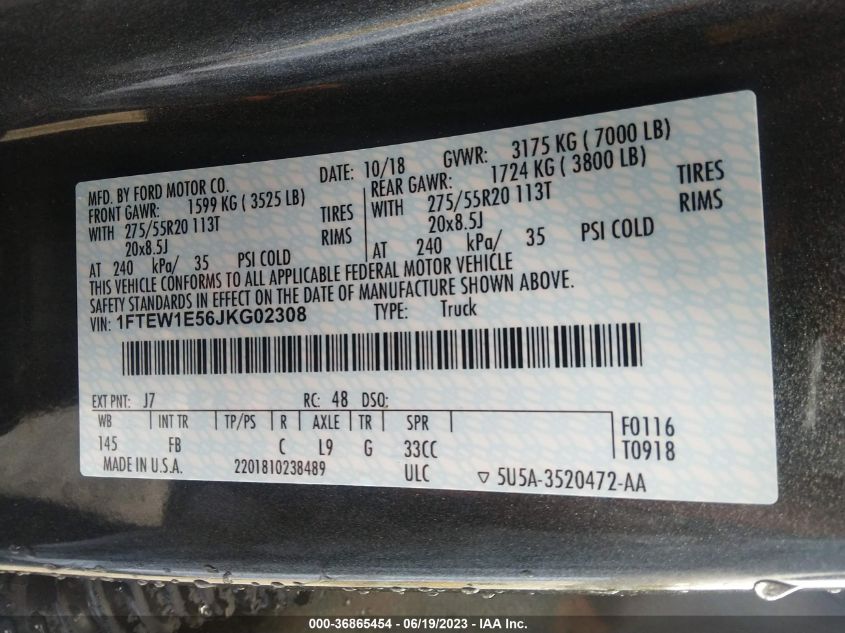 MFD. BY FORD MOTOR CO. DATE: 10/18 GVWR: 3175 KG ( 7000 LB)
FRONT GAWR: 1599 KG ( 3525 LB) REAR GAWR: 1724 KG ( 3800 LB)
WITH 275/55R20 113T TIRES WITH 275/55R20 113T TIRES
20x8.5J RIMS 20x8.5J RIMS
AT 240 kPa/ 35 PSI COLD AT 240 kPa/ 35 PSI COLD
THIS VEHICLE CONFORMS TO ALL APPLICABLE FEDERAL MOTOR VEHICLE
SAFETY STANDARDS IN EFFECT ON THE DATE OF MANUFACTURE SHOWN ABOVE.
VIN: 1FTEW1E56JKG02308 TYPE: Truck
EXT PNT: J7 RC: 48 DSO:
WB INT TR TP/PS R AXLE TR SPR F0116
145 FB C L9 G 33CC T0918
MADE IN U.S.A. 2201810238489 ULC ▽ 5U5A-3520472-AA
000-36865454 - 06/19/2023 - IAA Inc.